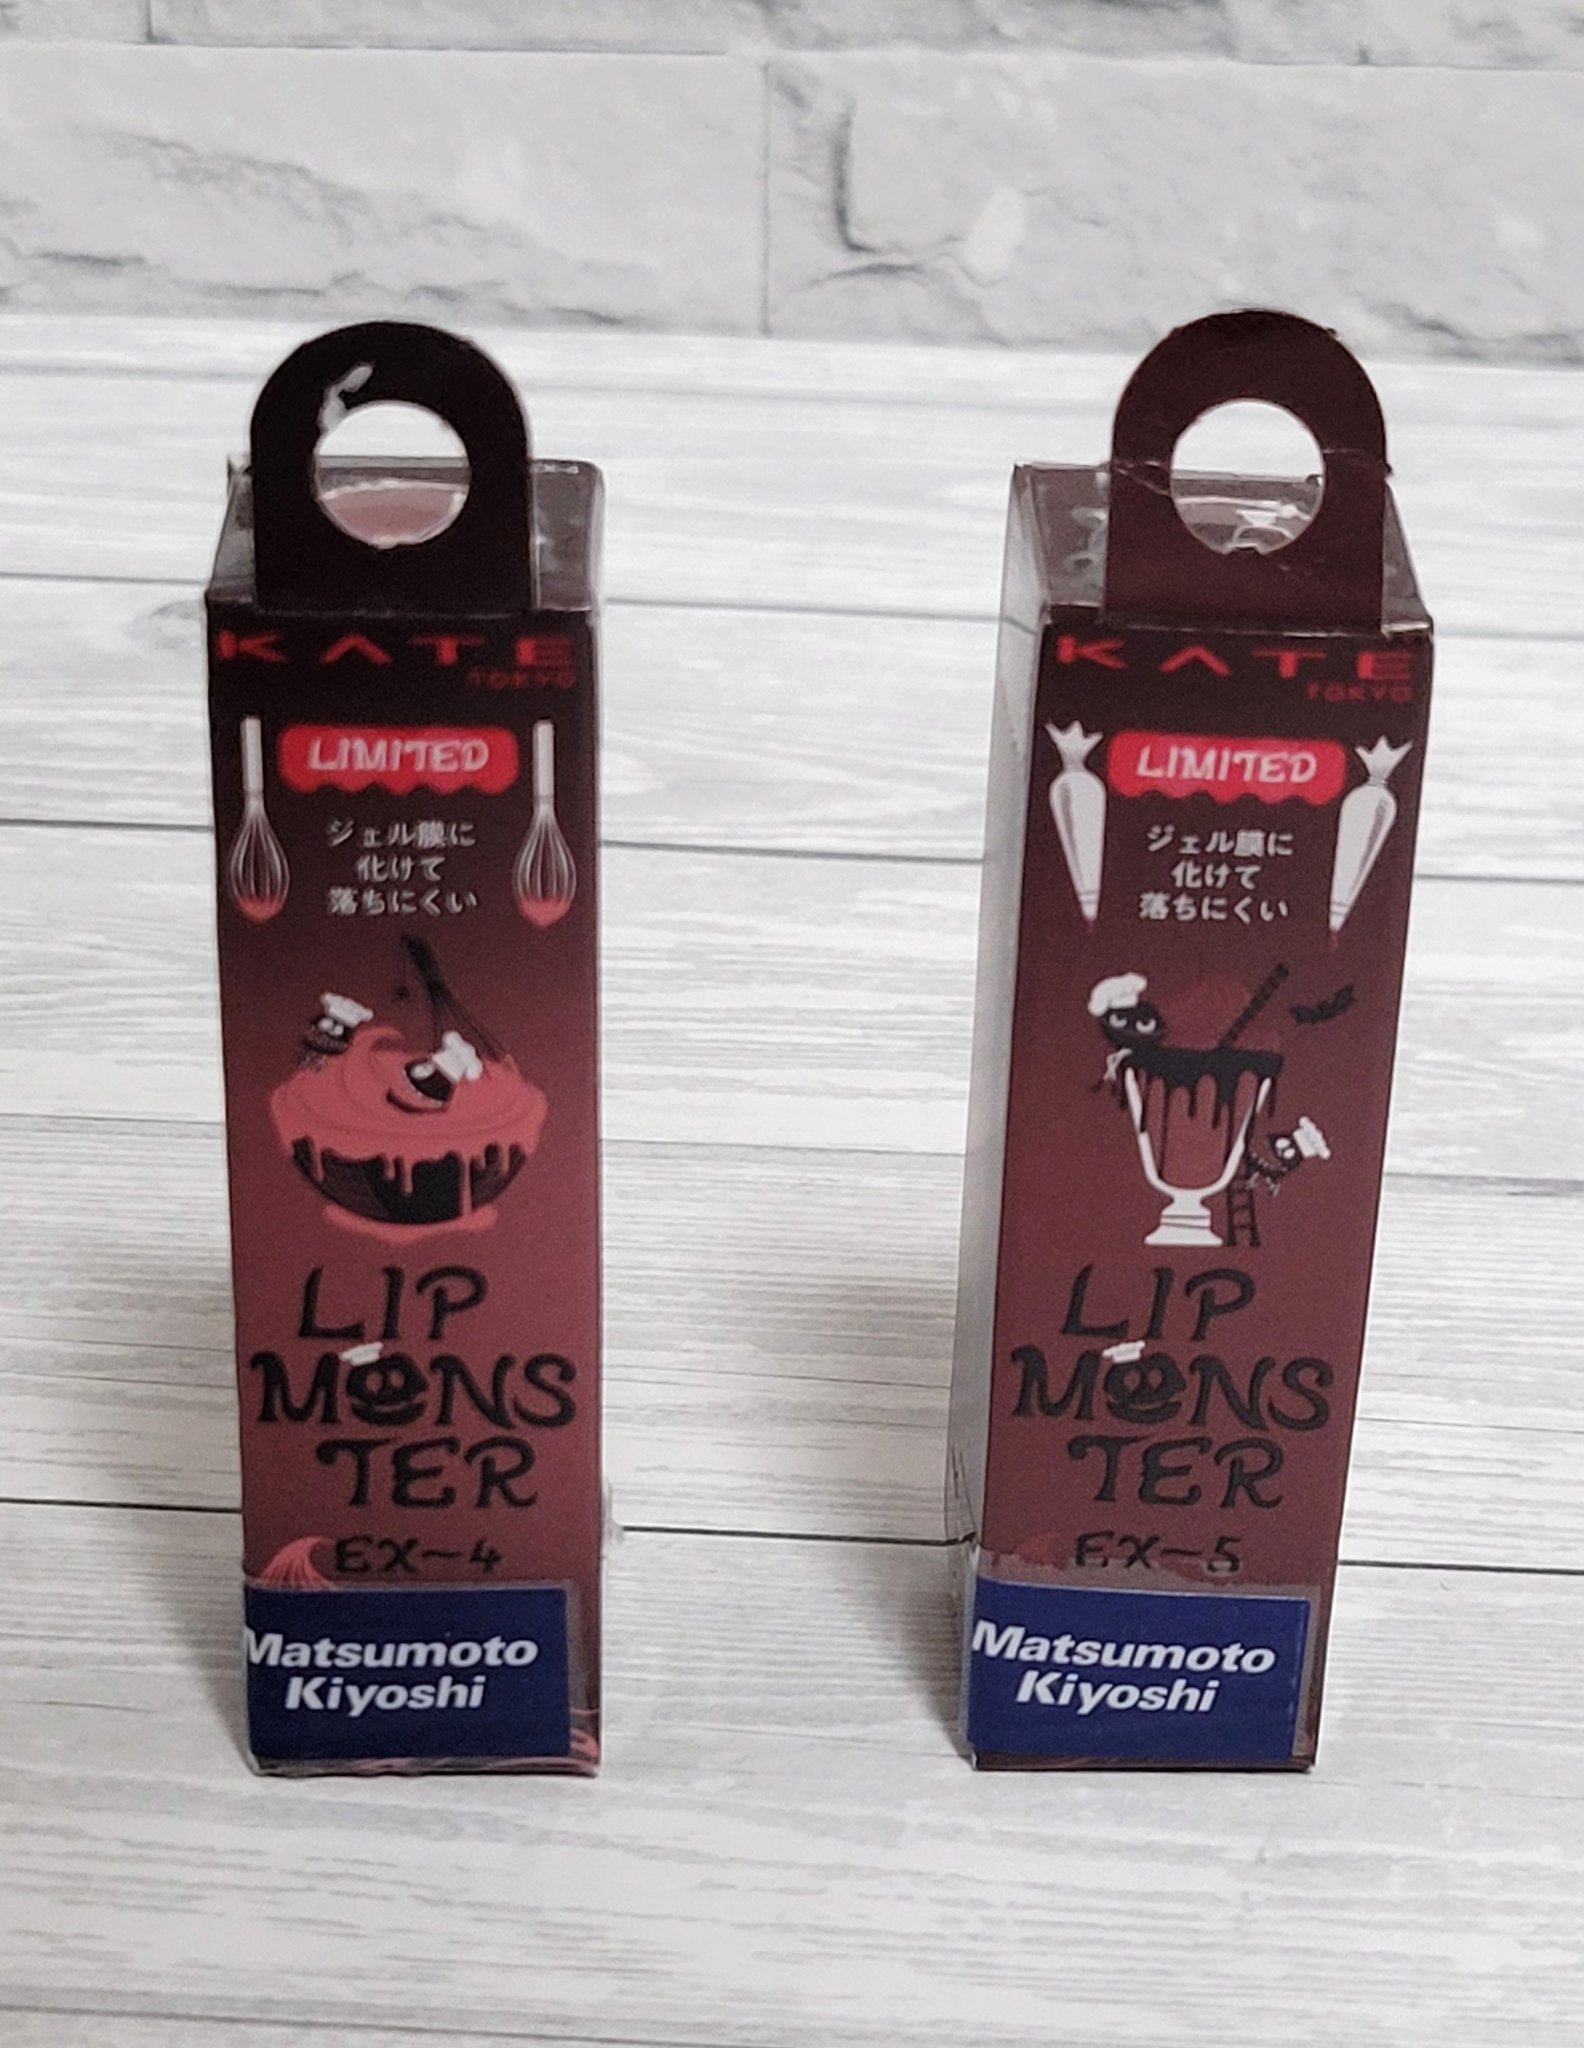 KATE
TOKYO
LIMITED
ジェル膜に
化けて
落ちにくい
LIP
MONS
TER
EX-4
Matsumoto
Kiyoshi
KATE
TOKYO
LIMITED
ジェル膜に
化けて
落ちにくい
LIP
MONS
TER
EX-5
Matsumoto
Kiyoshi